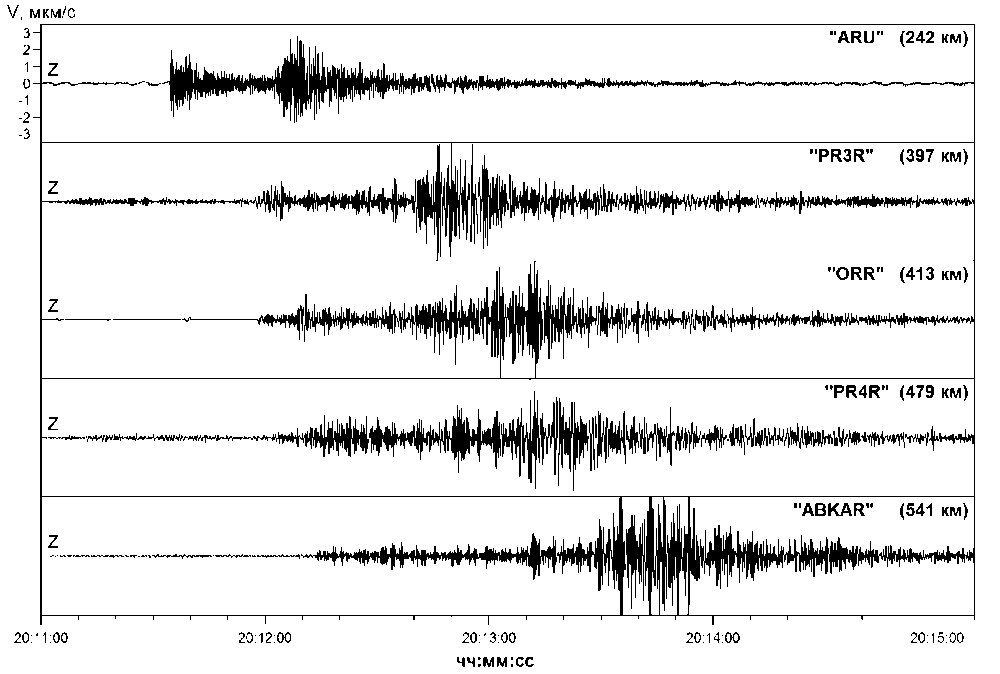 V, мкм/с
3
2
1
0
-1
-2
-3
Z
"ARU" (242 км)
Z
"PR3R" (397 км)
Z
"ORR" (413 км)
Z
"PR4R" (479 км)
Z
"ABKAR" (541 км)
20:11:00 20:12:00 20:13:00 20:14:00 20:15:00
чч:мм:сс